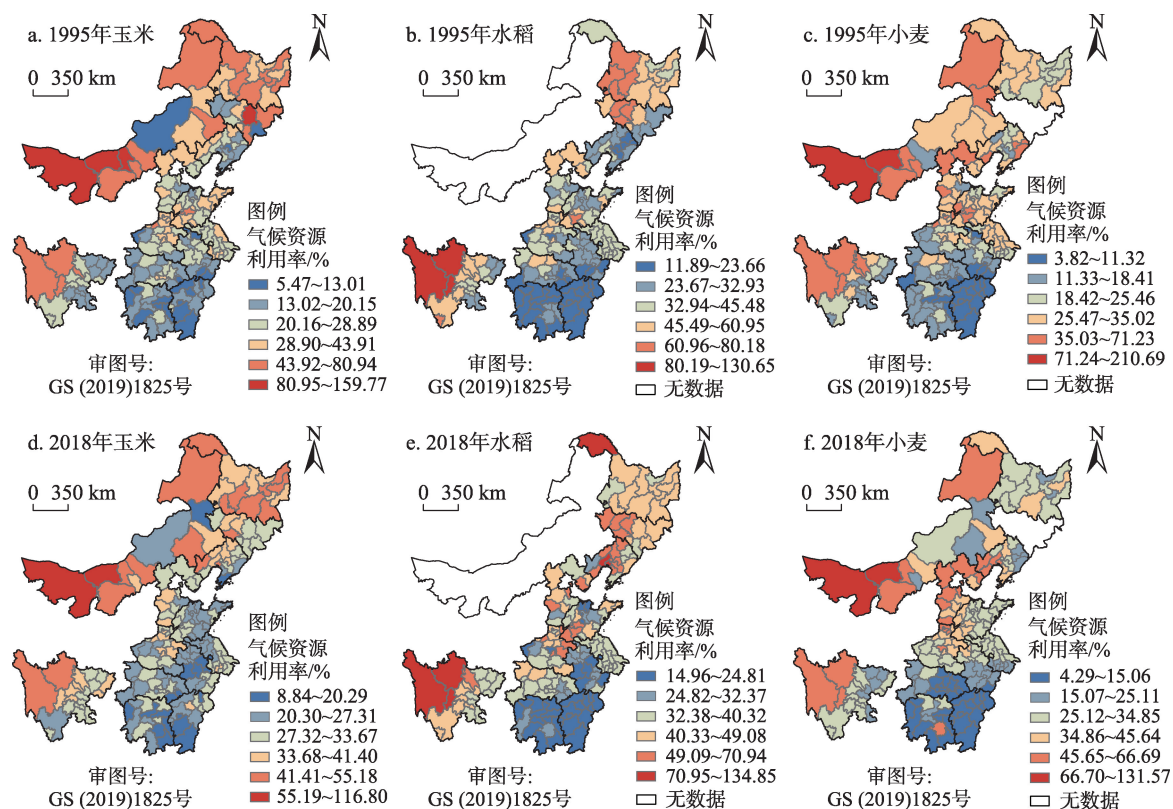 a. 1995年玉米
N
0 350 km
图例
气候资源
利用率/%
5.47~13.01
13.02~20.15
20.16~28.89
28.90~43.91
43.92~80.94
80.95~159.77
审图号:
GS (2019)1825号
b. 1995年水稻
N
0 350 km
图例
气候资源
利用率/%
11.89~23.66
23.67~32.93
32.94~45.48
45.49~60.95
60.96~80.18
80.19~130.65
无数据
审图号:
GS (2019)1825号
c. 1995年小麦
N
0 350 km
图例
气候资源
利用率/%
3.82~11.32
11.33~18.41
18.42~25.46
25.47~35.02
35.03~71.23
71.24~210.69
无数据
审图号:
GS (2019)1825号
d. 2018年玉米
N
0 350 km
图例
气候资源
利用率/%
8.84~20.29
20.30~27.31
27.32~33.67
33.68~41.40
41.41~55.18
55.19~116.80
审图号:
GS (2019)1825号
e. 2018年水稻
N
0 350 km
图例
气候资源
利用率/%
14.96~24.81
24.82~32.37
32.38~40.32
40.33~49.08
49.09~70.94
70.95~134.85
无数据
审图号:
GS (2019)1825号
f. 2018年小麦
N
0 350 km
图例
气候资源
利用率/%
4.29~15.06
15.07~25.11
25.12~34.85
34.86~45.64
45.65~66.69
66.70~131.57
无数据
审图号:
GS (2019)1825号